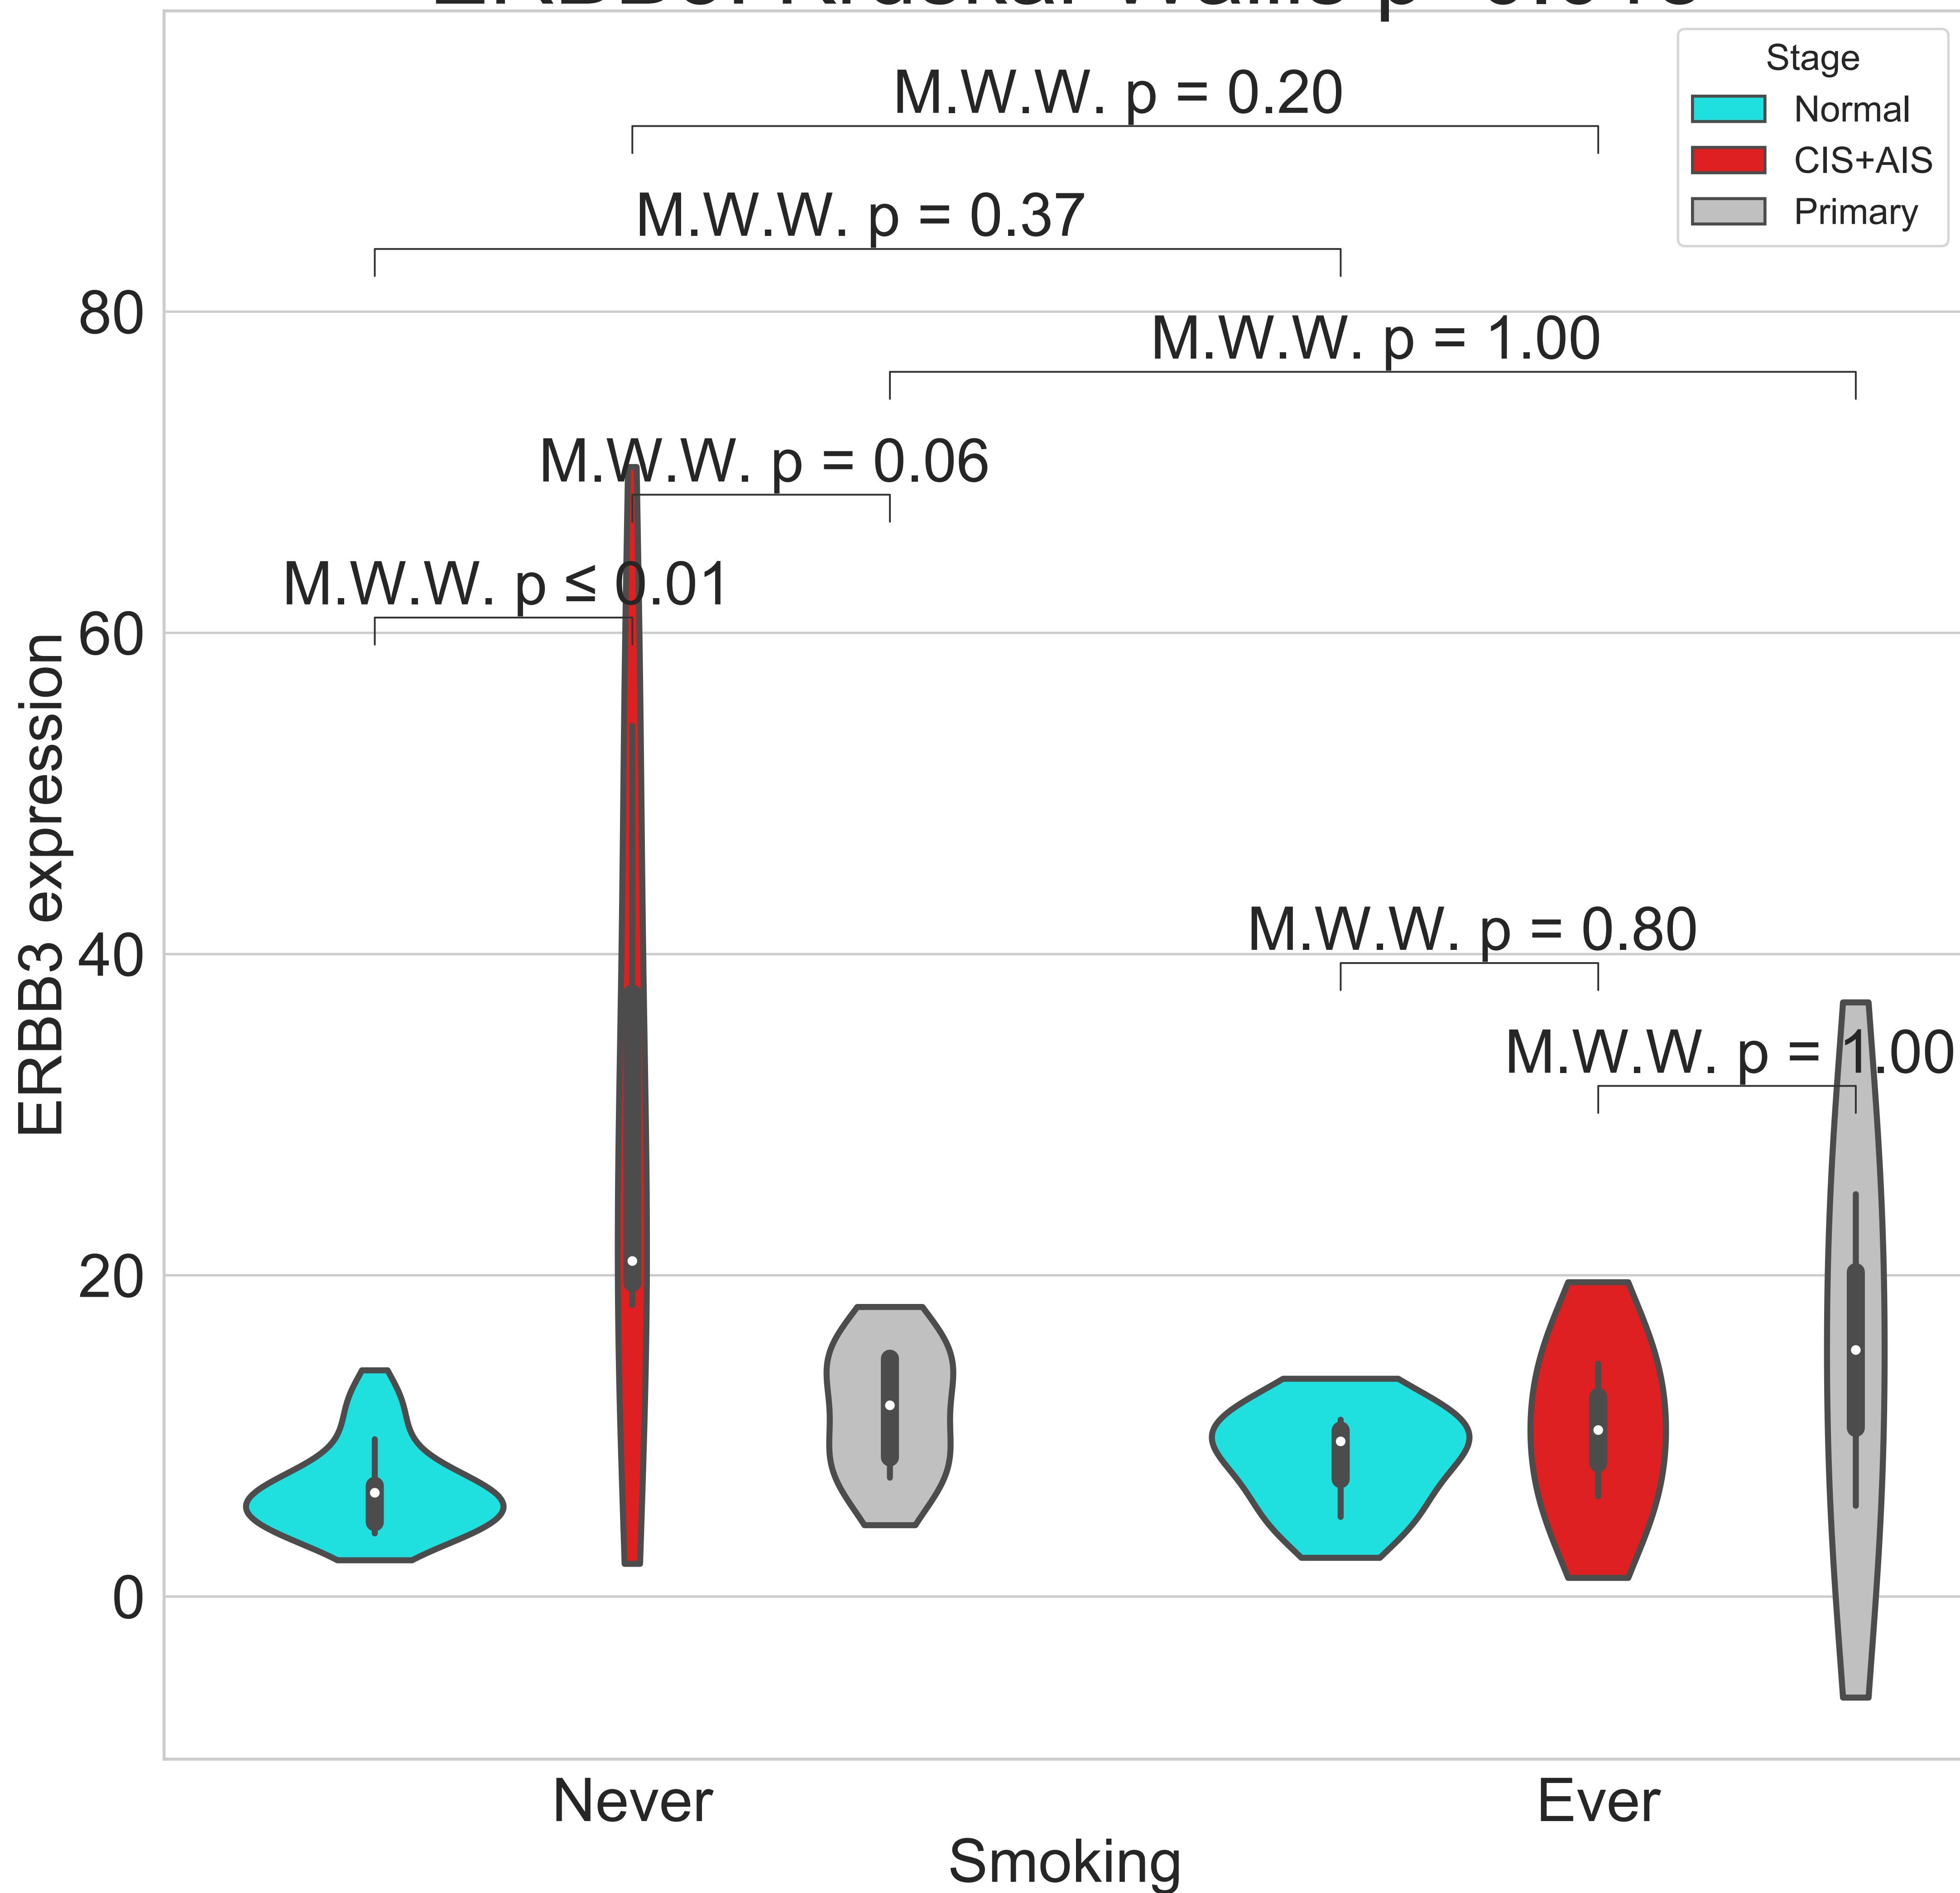 Stage
Normal
CIS+AIS
Primary
M.W.W. p = 0.20
M.W.W. p = 0.37
M.W.W. p = 1.00
M.W.W. p = 0.06
M.W.W. p ≤ 0.01
M.W.W. p = 0.80
M.W.W. p = 1.00
80
60
40
20
0
ERBB3 expression
Never
Ever
Smoking